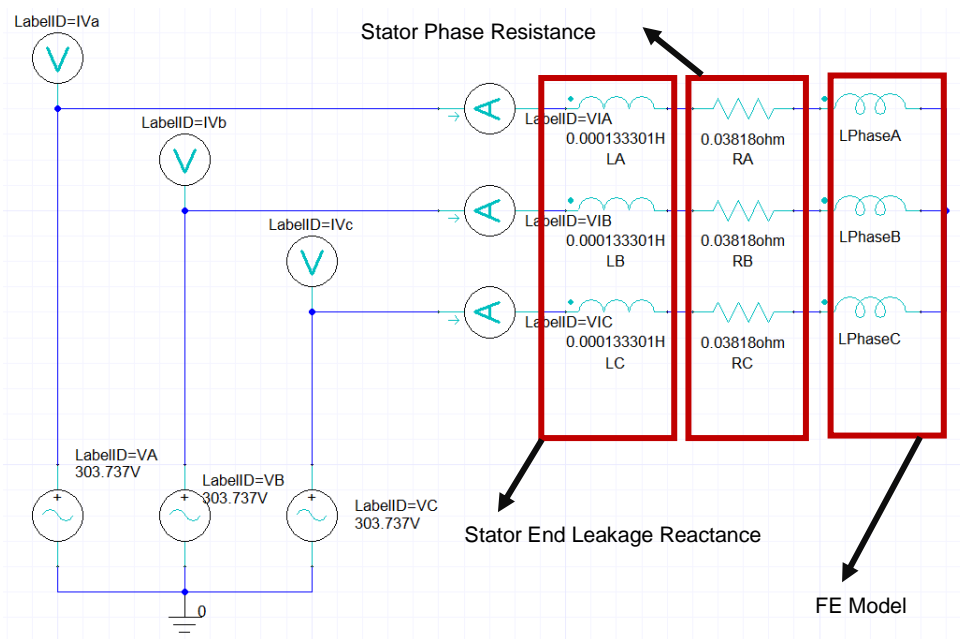 LabelID=IVa
Stator Phase Resistance
V
LabelID=IVb
A
LabelID=VIA
0.000133301H
LA
0.03818ohm
RA
LPhaseA
V
LabelID=IVc
A
LabelID=VIB
0.000133301H
LB
0.03818ohm
RB
LPhaseB
V
A
LabelID=VIC
0.000133301H
LC
0.03818ohm
RC
LPhaseC
LabelID=VA
303.737V
LabelID=VB
303.737V
LabelID=VC
303.737V
+
+
+
Stator End Leakage Reactance
FE Model
0